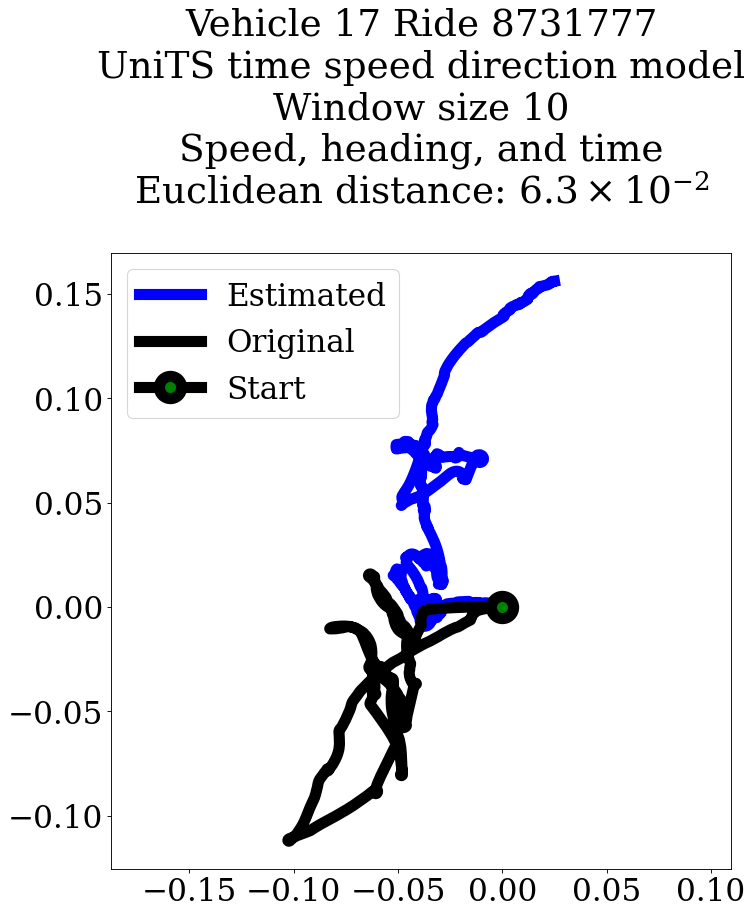 Vehicle 17 Ride 8731777
UniTS time speed direction model
Window size 10
Speed, heading, and time
Euclidean distance: 6.3 × 10⁻²
Estimated
Original
Start
0.15
0.10
0.05
0.00
−0.05
−0.10
−0.15 −0.10 −0.05 0.00 0.05 0.10